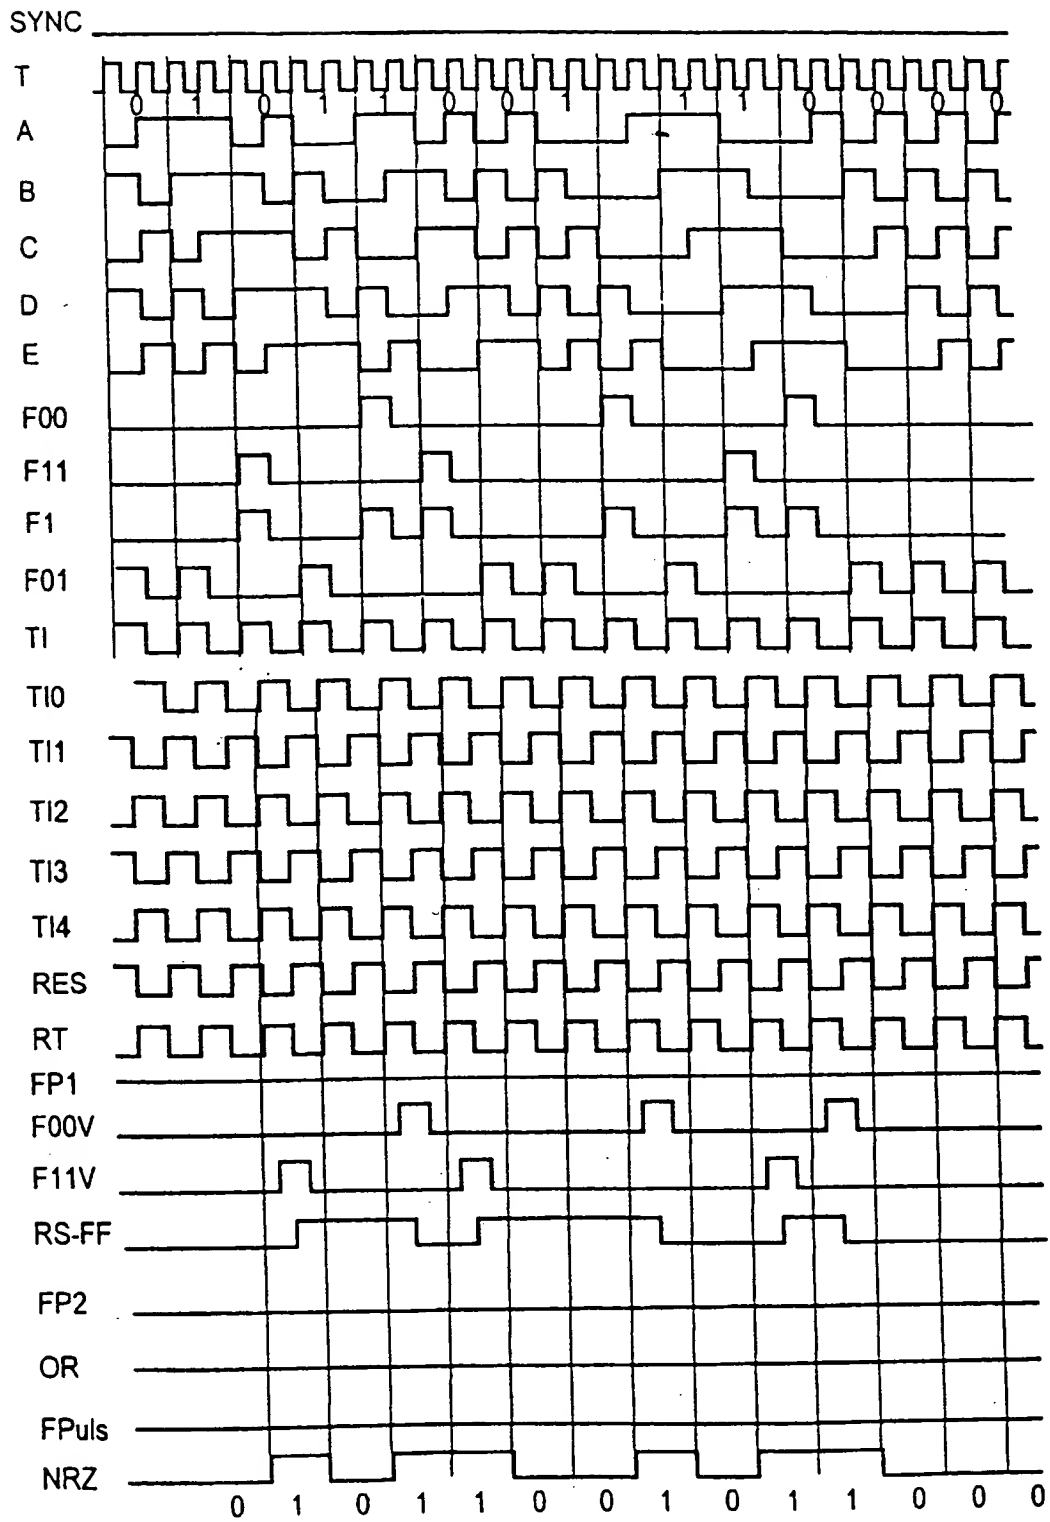 SYNC
T
0 1 0 1 1 0 0 1 1 1 0 0 0 0
A
B
C
D
E
F00
F11
F1
F01
TI
TI0
TI1
TI2
TI3
TI4
RES
RT
FP1
F00V
F11V
RS-FF
FP2
OR
FPuls
NRZ
0 1 0 1 1 0 0 1 0 1 1 0 0 0